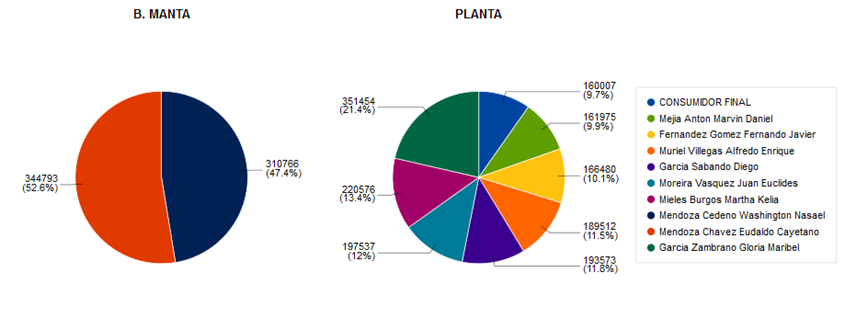 B. MANTA
344793
(52.6%)
310766
(47.4%)
PLANTA
160007
(9.7%)
161975
(9.9%)
166480
(10.1%)
189512
(11.5%)
193573
(11.8%)
197537
(12%)
220576
(13.4%)
351454
(21.4%)
CONSUMIDOR FINAL
Mejia Anton Marvin Daniel
Fernandez Gomez Fernando Javier
Muriel Villegas Alfredo Enrique
Garcia Sabando Diego
Moreira Vasquez Juan Euclides
Mieles Burgos Martha Kelia
Mendoza Cedeno Washington Nasael
Mendoza Chavez Eudaldo Cayetano
Garcia Zambrano Gloria Maribel